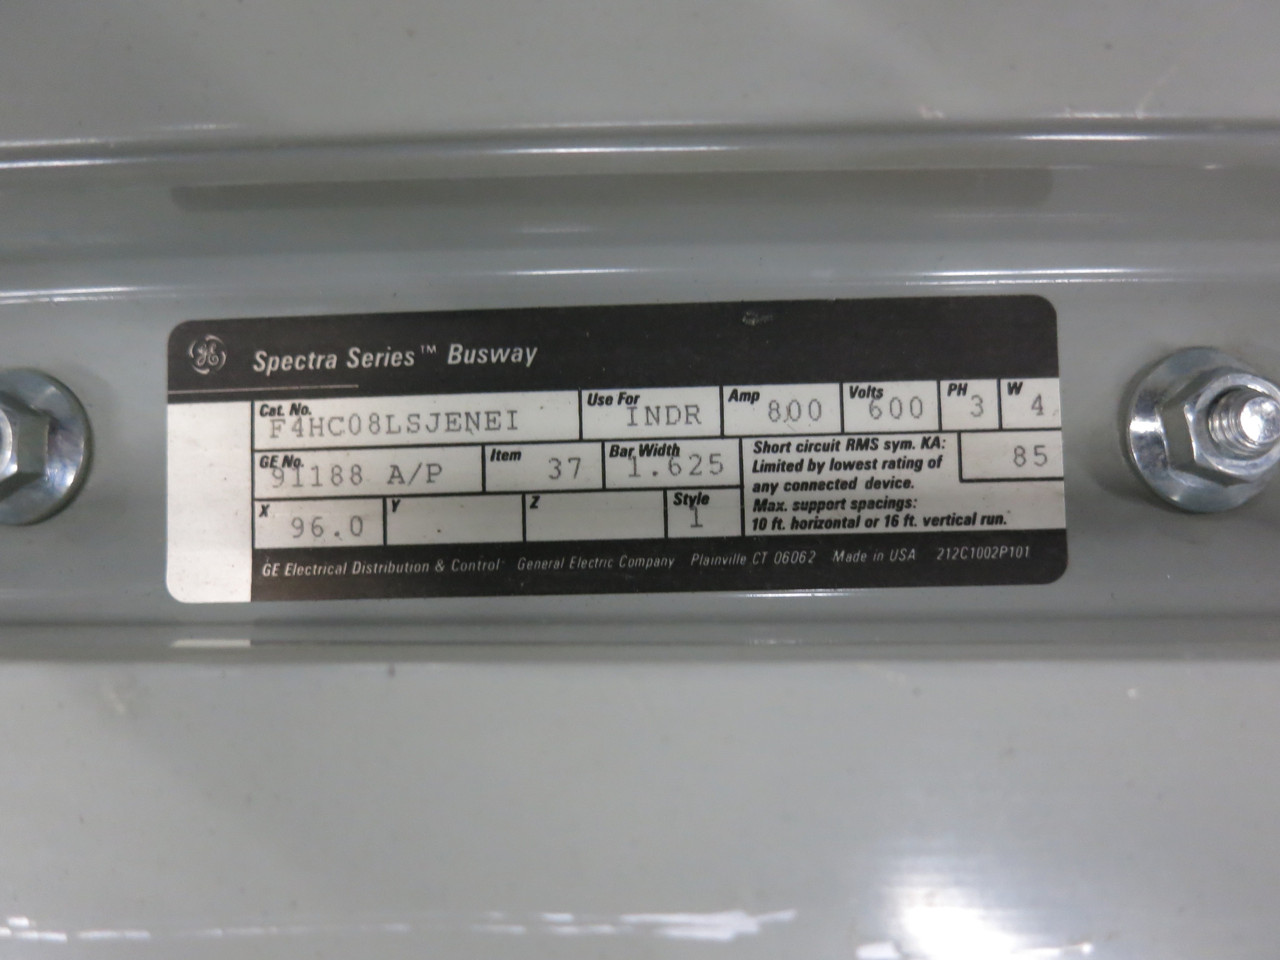 GE Spectra Series™ Busway
Cat. No. F4HC08LSJENEI Use For INDR Amp 800 Volts 600 PH 3 W 4
GE No. 91188 A/P Item 37 Bar Width 1.625 Short circuit RMS sym. KA: 85
Limited by lowest rating of
any connected device.
X 96.0 Y . Z Style 1 Max. support spacings:
10 ft. horizontal or 16 ft. vertical run.
GE Electrical Distribution & Control General Electric Company Plainville CT 06062 Made in USA 212C1002P101